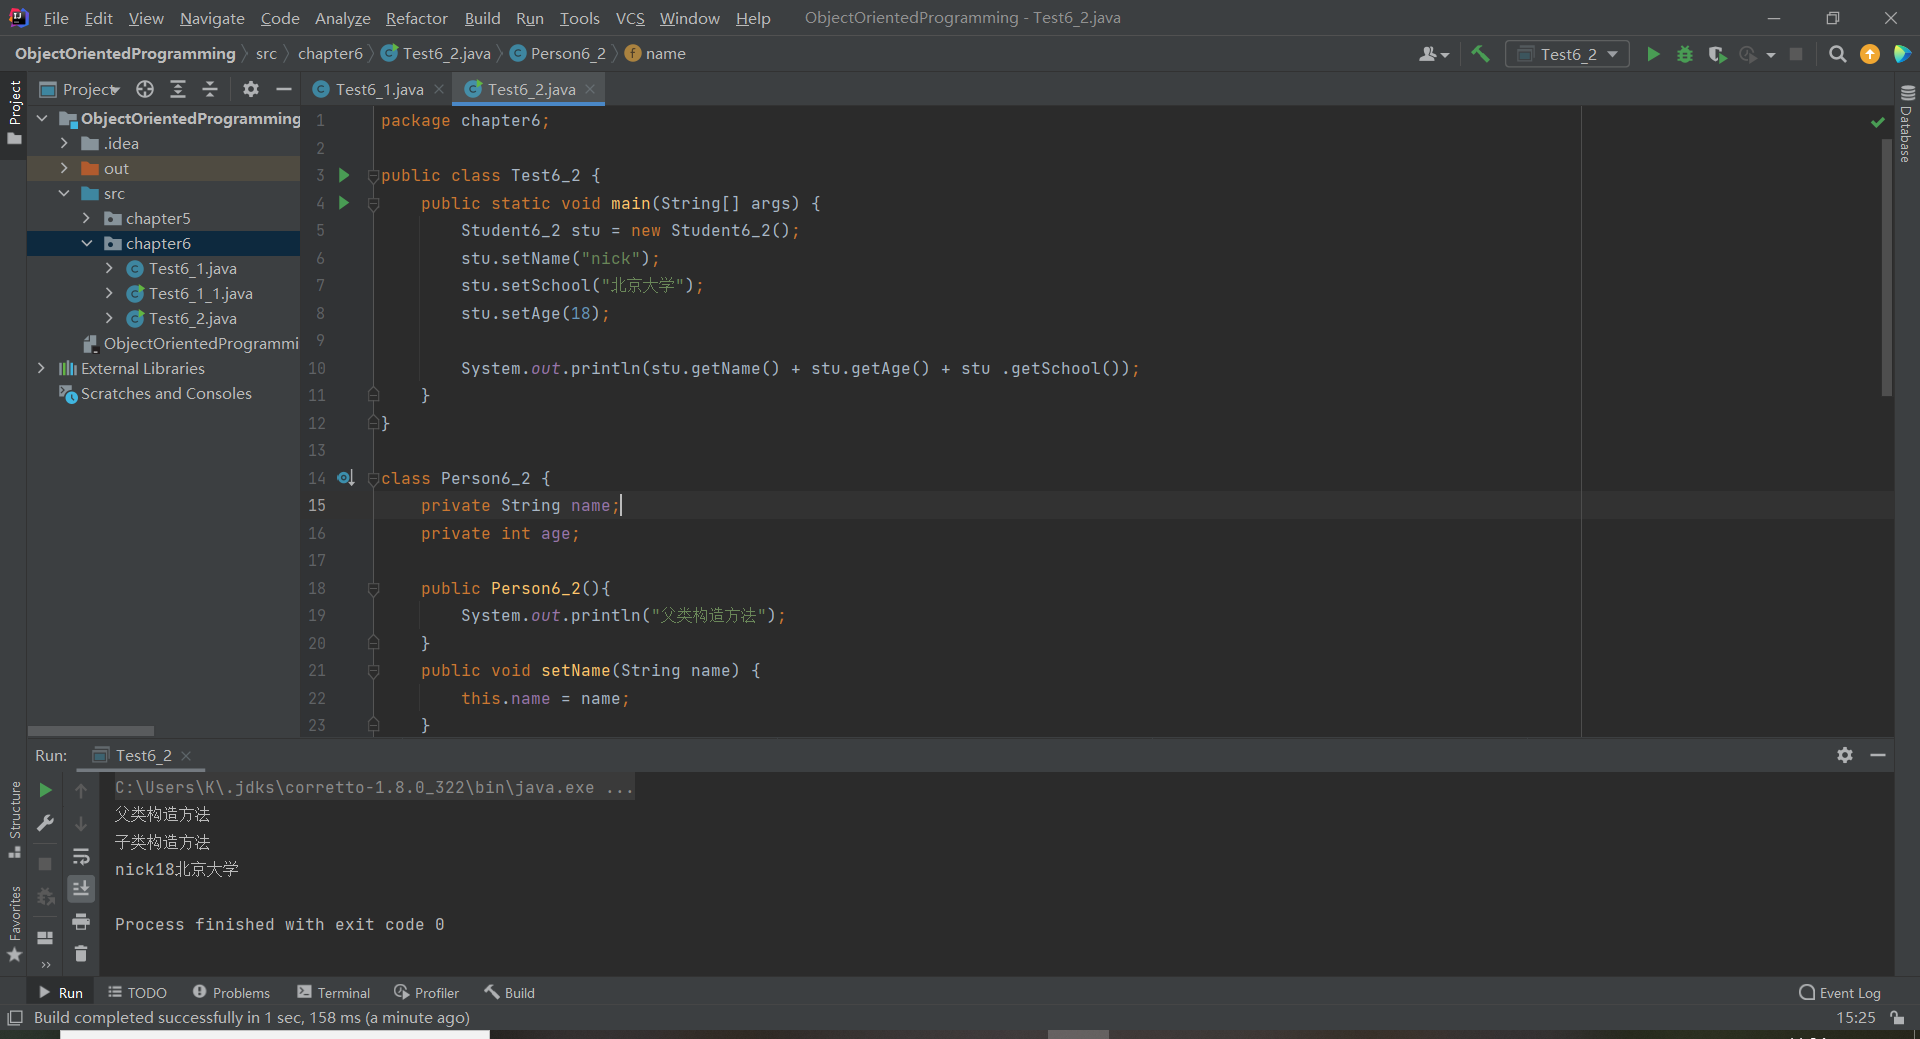 File Edit View Navigate Code Analyze Refactor Build Run Tools VCS Window Help ObjectOrientedProgramming - Test6_2.java
ObjectOrientedProgramming src chapter6 Test6_2.java Person6_2 name Test6_2
Project
Test6_1.java Test6_2.java
Project
ObjectOrientedProgramming
.idea
out
src
chapter5
chapter6
Test6_1.java
Test6_1_1.java
Test6_2.java
ObjectOrientedProgrammi
External Libraries
Scratches and Consoles
1 package chapter6;
2
3 public class Test6_2 {
4 public static void main(String[] args) {
5 Student6_2 stu = new Student6_2();
6 stu.setName("nick");
7 stu.setSchool("北京大学");
8 stu.setAge(18);
9
10 System.out.println(stu.getName() + stu.getAge() + stu .getSchool());
11 }
12 }
13
14 class Person6_2 {
15 private String name;
16 private int age;
17
18 public Person6_2(){
19 System.out.println("父类构造方法");
20 }
21 public void setName(String name) {
22 this.name = name;
23 }
Database
Run: Test6_2
C:\Users\K\.jdks\corretto-1.8.0_322\bin\java.exe ...
父类构造方法
子类构造方法
nick18北京大学
Process finished with exit code 0
Structure
Favorites
Run TODO Problems Terminal Profiler Build Event Log
Build completed successfully in 1 sec, 158 ms (a minute ago) 15:25